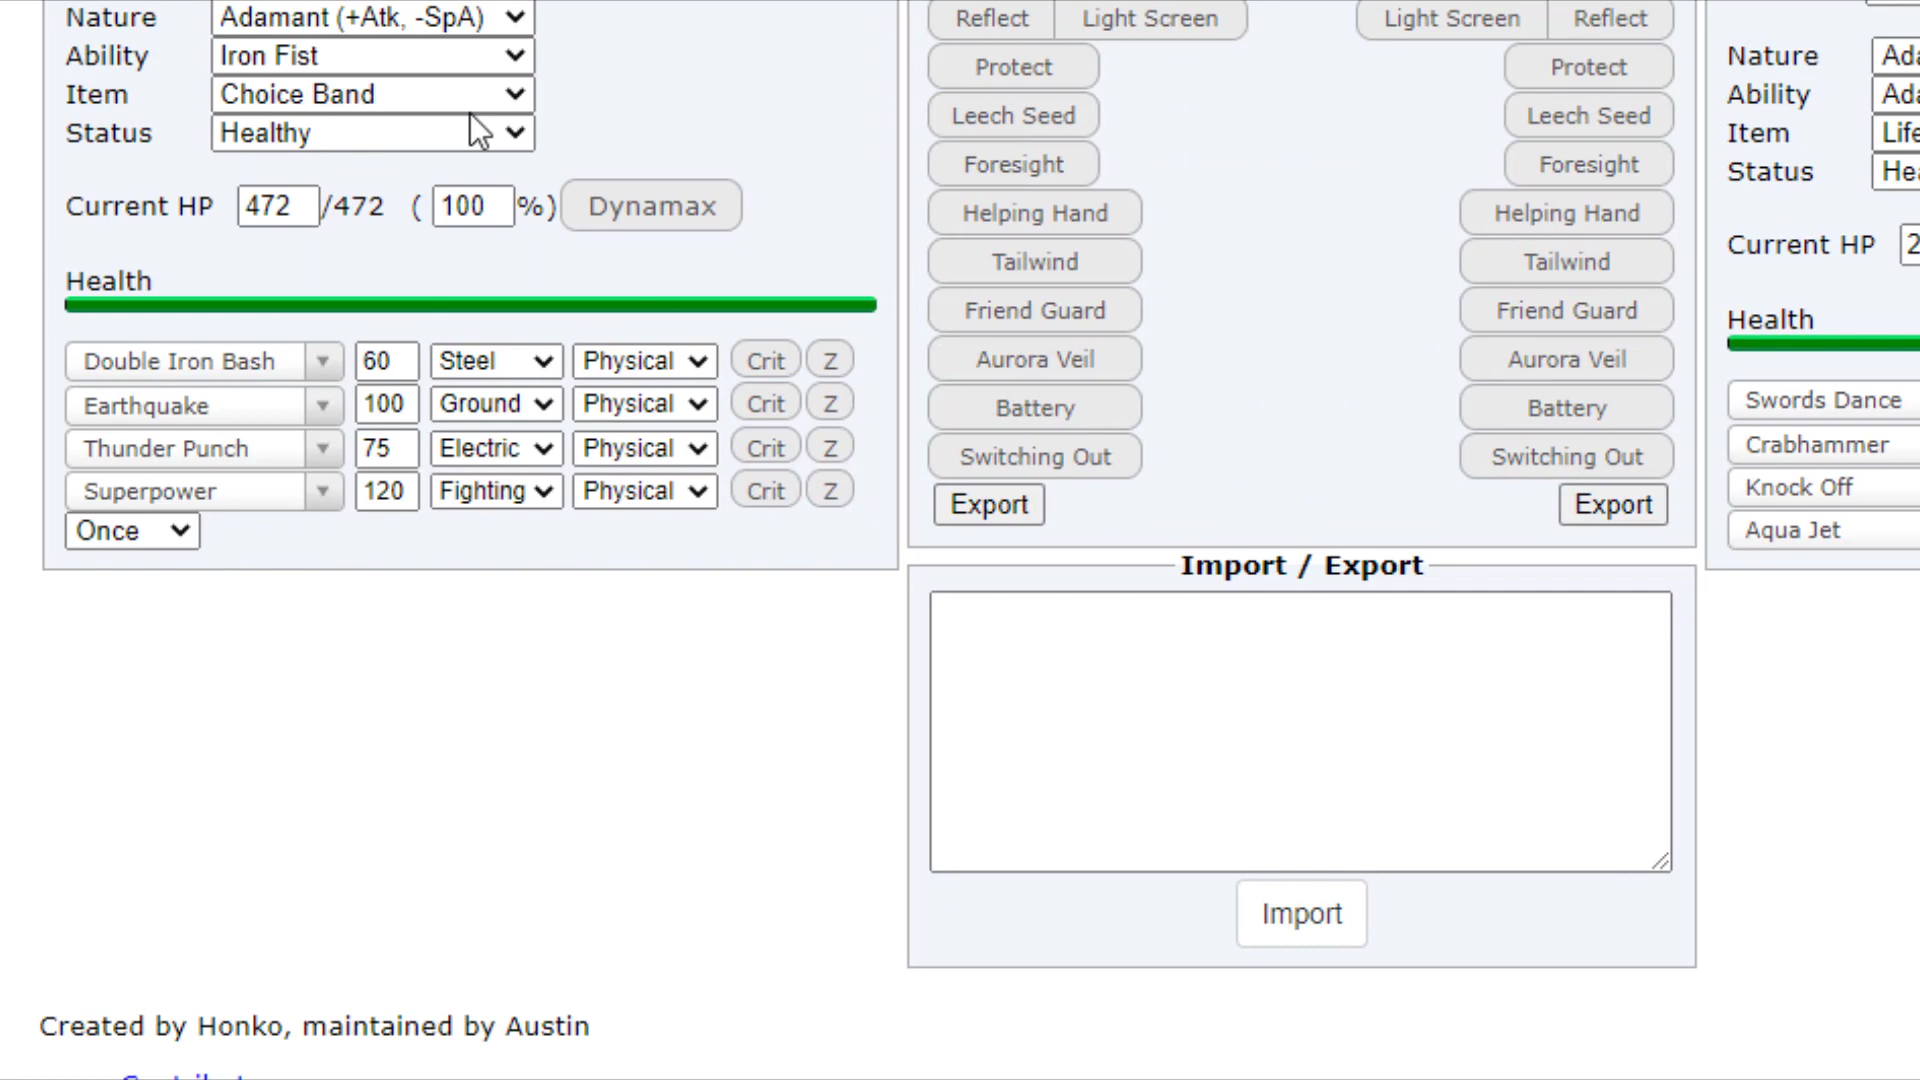 Nature Adamant (+Atk, -SpA)
Ability Iron Fist
Item Choice Band
Status Healthy
Current HP 472 /472 ( 100 %) Dynamax
Health
Double Iron Bash 60 Steel Physical Crit Z
Earthquake 100 Ground Physical Crit Z
Thunder Punch 75 Electric Physical Crit Z
Superpower 120 Fighting Physical Crit Z
Once
Reflect Light Screen Light Screen Reflect
Protect Protect
Leech Seed Leech Seed
Foresight Foresight
Helping Hand Helping Hand
Tailwind Tailwind
Friend Guard Friend Guard
Aurora Veil Aurora Veil
Battery Battery
Switching Out Switching Out
Export Export
Import / Export
Import
Nature Ada
Ability Ada
Item Life
Status Hea
Current HP 2
Health
Swords Dance
Crabhammer
Knock Off
Aqua Jet
Created by Honko, maintained by Austin